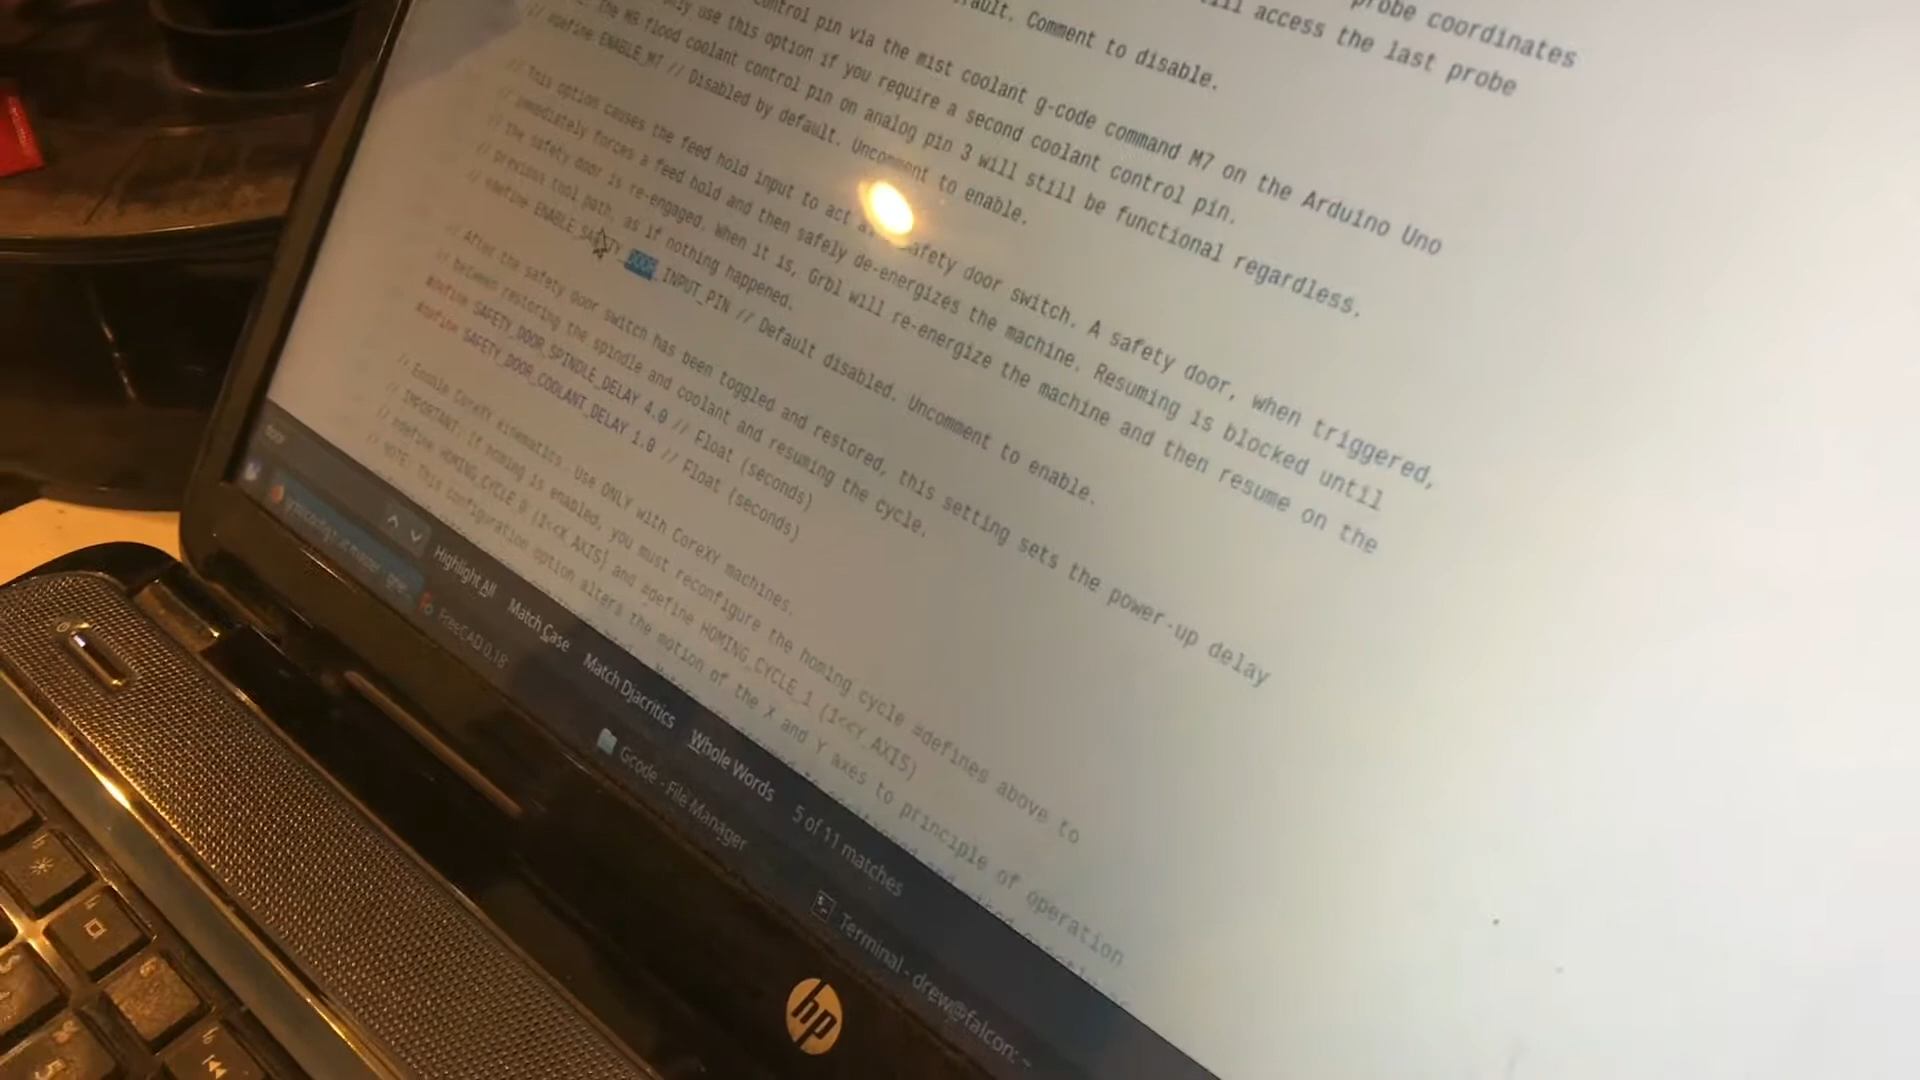 probe coordinates
still access the last probe
Comment to disable.
control pin via the mist coolant g-code command M7 on the Arduino Uno
only use this option if you require a second coolant control pin.
The M8 flood coolant control pin on analog pin 3 will still be functional regardless.
// #define ENABLE_M7 // Disabled by default. Uncomment to enable.
// This option causes the feed hold input to act as safety door switch. A safety door, when triggered,
// immediately forces a feed hold and then safely de-energizes the machine. Resuming is blocked until
// the safety door is re-engaged. When it is, Grbl will re-energize the machine and then resume on the
// previous tool path, as if nothing happened.
// #define ENABLE_SAFETY_DOOR_INPUT_PIN // Default disabled. Uncomment to enable.
// After the safety door switch has been toggled and restored, this setting sets the power-up delay
// between restoring the spindle and coolant and resuming the cycle.
#define SAFETY_DOOR_SPINDLE_DELAY 4.0 // Float (seconds)
#define SAFETY_DOOR_COOLANT_DELAY 1.0 // Float (seconds)
// Enable CoreXY kinematics. Use ONLY with CoreXY machines.
// IMPORTANT: If homing is enabled, you must reconfigure the homing cycle #defines above to
// #define HOMING_CYCLE_0 (1<<X_AXIS) and #define HOMING_CYCLE_1 (1<<Y_AXIS)
// NOTE: This configuration option alters the motion of the X and Y axes to principle of operation
door
Highlight All
Match Case
Match Diacritics
Whole Words
5 of 11 matches
FreeCAD 0.18
Gcode - File Manager
Terminal - drew@falcon: ~
hp
5